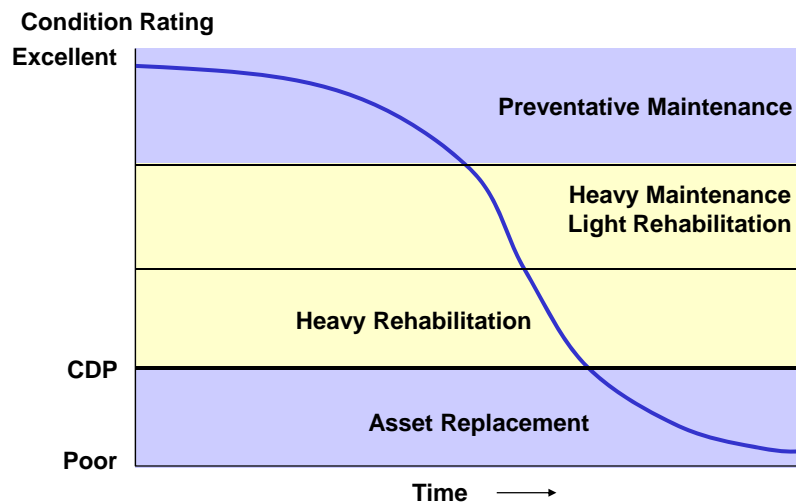 Condition Rating
Excellent
Preventative Maintenance
Heavy Maintenance
Light Rehabilitation
Heavy Rehabilitation
CDP
Asset Replacement
Poor
Time